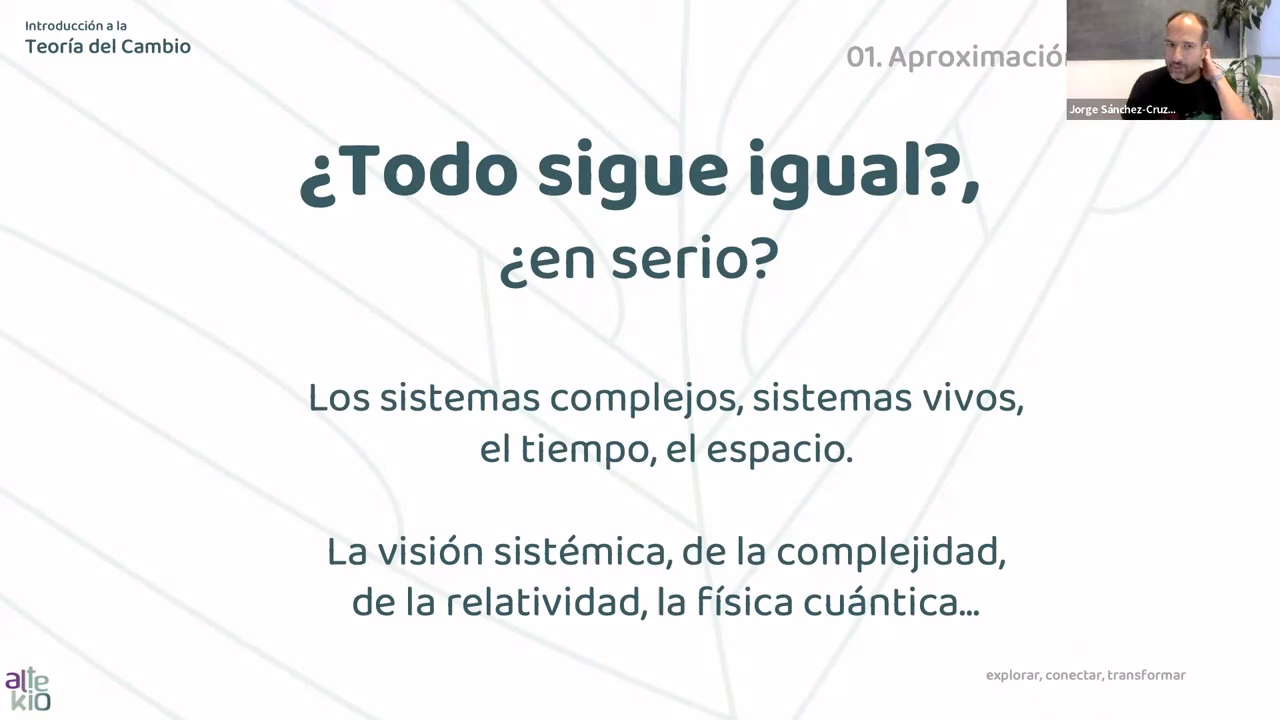 Introducción a la
Teoría del Cambio
01. Aproximación
Jorge Sánchez-Cruz...
¿Todo sigue igual?,
¿en serio?
Los sistemas complejos, sistemas vivos,
el tiempo, el espacio.
La visión sistémica, de la complejidad,
de la relatividad, la física cuántica...
alte
kio
explorar, conectar, transformar